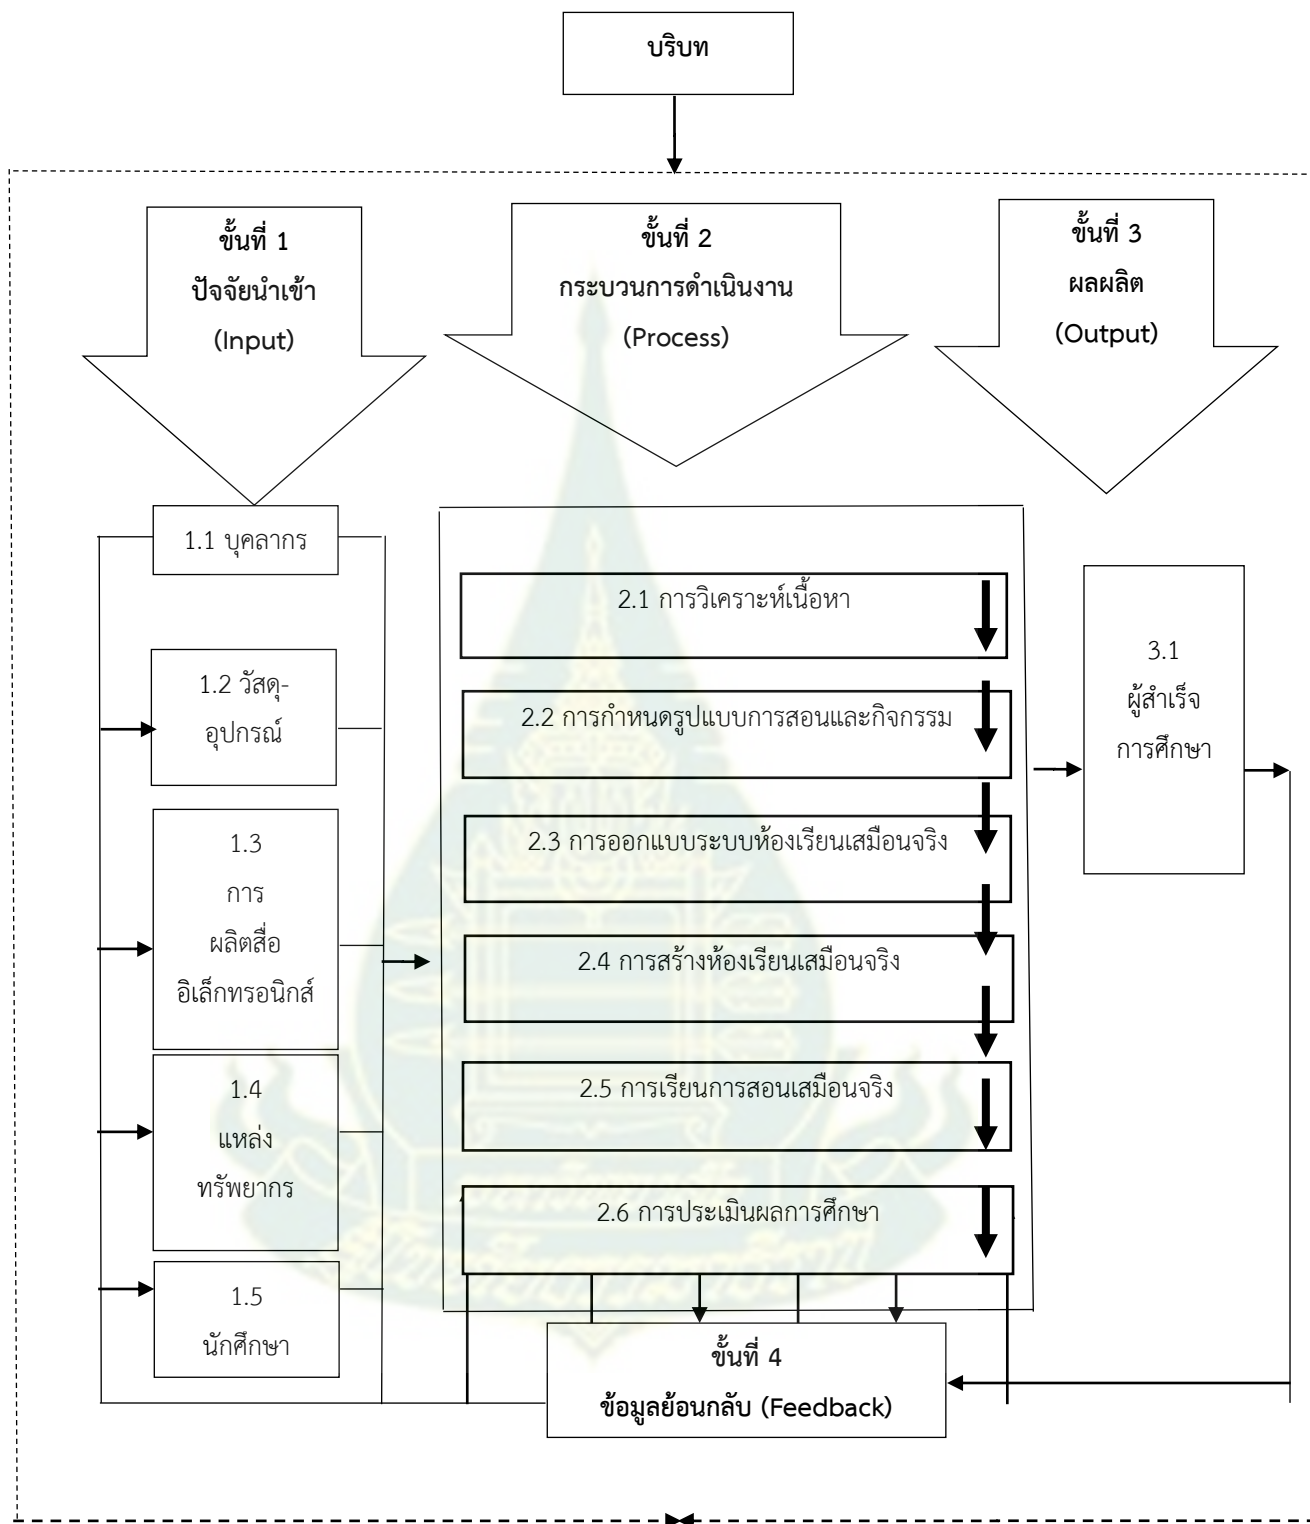 บริบท
ขั้นที่ 1
ปัจจัยนำเข้า
(Input)
ขั้นที่ 2
กระบวนการดำเนินงาน
(Process)
ขั้นที่ 3
ผลผลิต
(Output)
1.1 บุคลากร
1.2 วัสดุ-
อุปกรณ์
1.3
การ
ผลิตสื่อ
อิเล็กทรอนิกส์
1.4
แหล่ง
ทรัพยากร
1.5
นักศึกษา
2.1 การวิเคราะห์เนื้อหา
2.2 การกำหนดรูปแบบการสอนและกิจกรรม
2.3 การออกแบบระบบห้องเรียนเสมือนจริง
2.4 การสร้างห้องเรียนเสมือนจริง
2.5 การเรียนการสอนเสมือนจริง
2.6 การประเมินผลการศึกษา
3.1
ผู้สำเร็จ
การศึกษา
ขั้นที่ 4
ข้อมูลย้อนกลับ (Feedback)